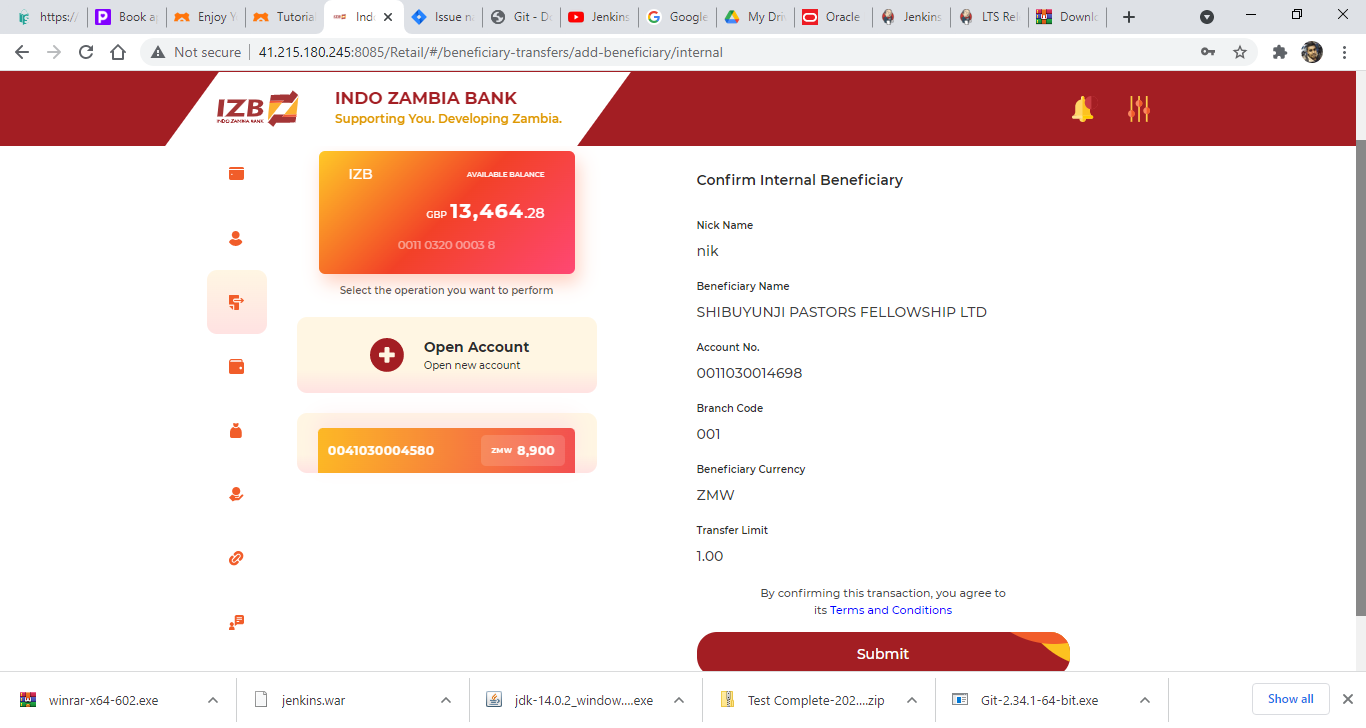 https:/
Book a
Enjoy Y
Tutoria
Ind
Issue n
Git - D
Jenkins
Google
My Dri
Oracle
Jenkins
LTS Rel
Downlo
Not secure
41.215.180.245:8085/Retail/#/beneficiary-transfers/add-beneficiary/internal
IZB
INDO ZAMBIA BANK
INDO ZAMBIA BANK
Supporting You. Developing Zambia.
IZB
AVAILABLE BALANCE
GBP 13,464.28
0011 0320 0003 8
Select the operation you want to perform
Open Account
Open new account
0041030004580
ZMW 8,900
Confirm Internal Beneficiary
Nick Name
nik
Beneficiary Name
SHIBUYUNJI PASTORS FELLOWSHIP LTD
Account No.
0011030014698
Branch Code
001
Beneficiary Currency
ZMW
Transfer Limit
1.00
By confirming this transaction, you agree to
its Terms and Conditions
Submit
winrar-x64-602.exe
jenkins.war
jdk-14.0.2_window....exe
Test Complete-202....zip
Git-2.34.1-64-bit.exe
Show all